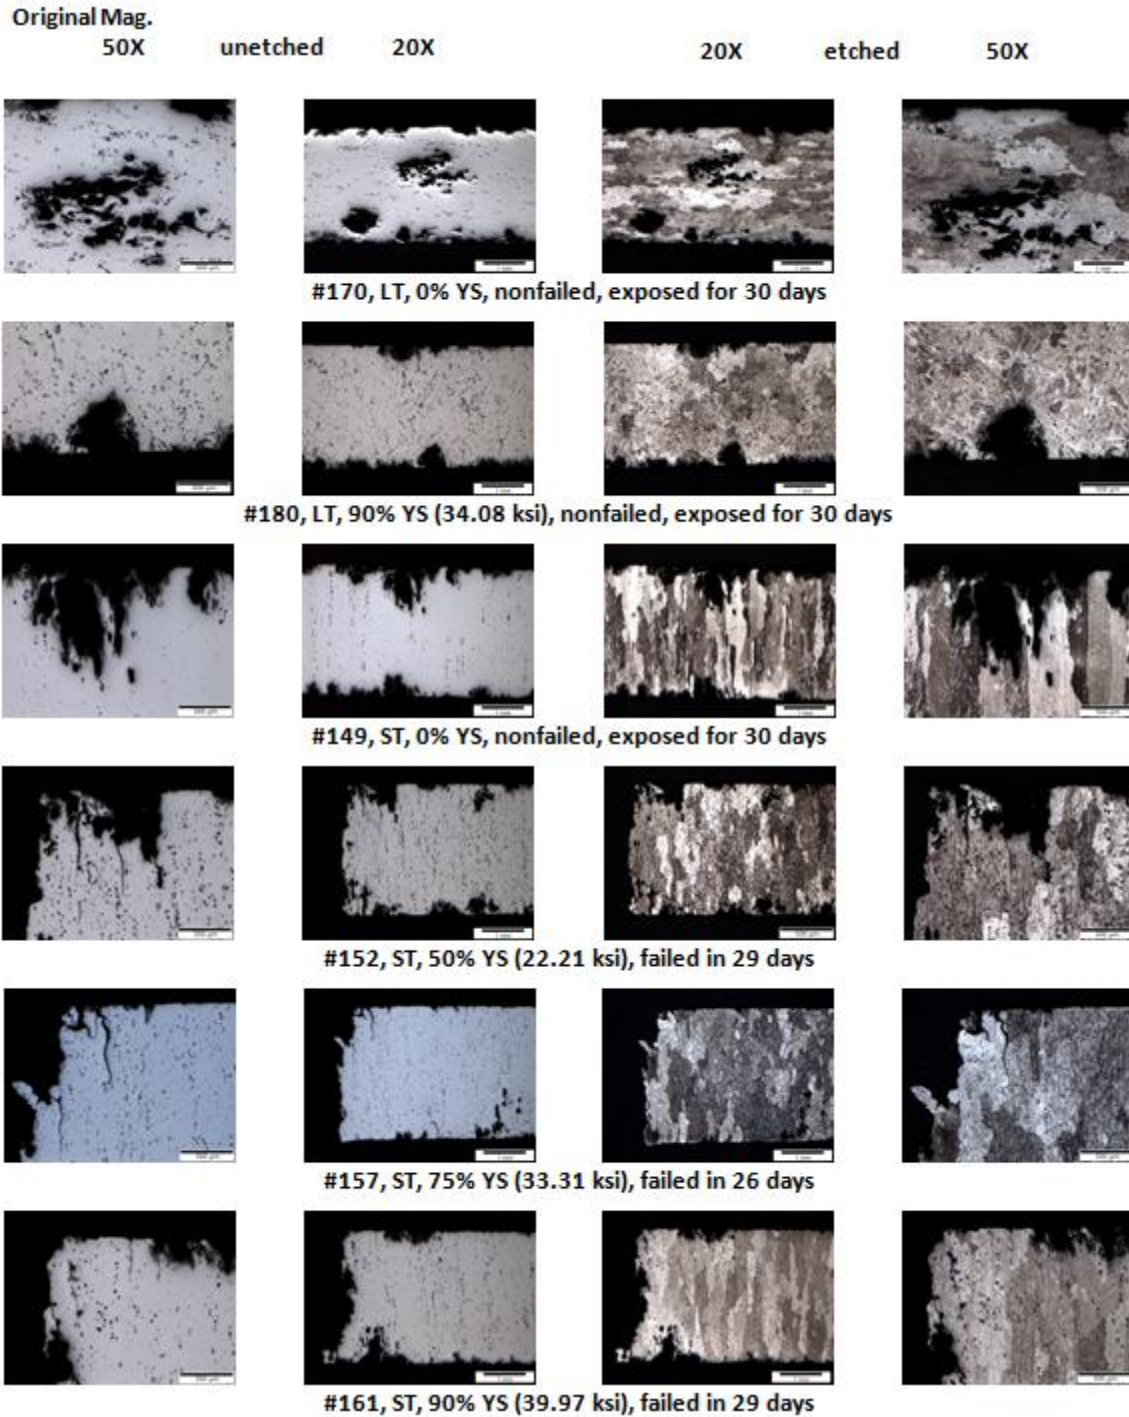 Original Mag.
50X unetched 20X 20X etched 50X
#170, LT, 0% YS, nonfailed, exposed for 30 days
#180, LT, 90% YS (34.08 ksi), nonfailed, exposed for 30 days
#149, ST, 0% YS, nonfailed, exposed for 30 days
#152, ST, 50% YS (22.21 ksi), failed in 29 days
#157, ST, 75% YS (33.31 ksi), failed in 26 days
#161, ST, 90% YS (39.97 ksi), failed in 29 days